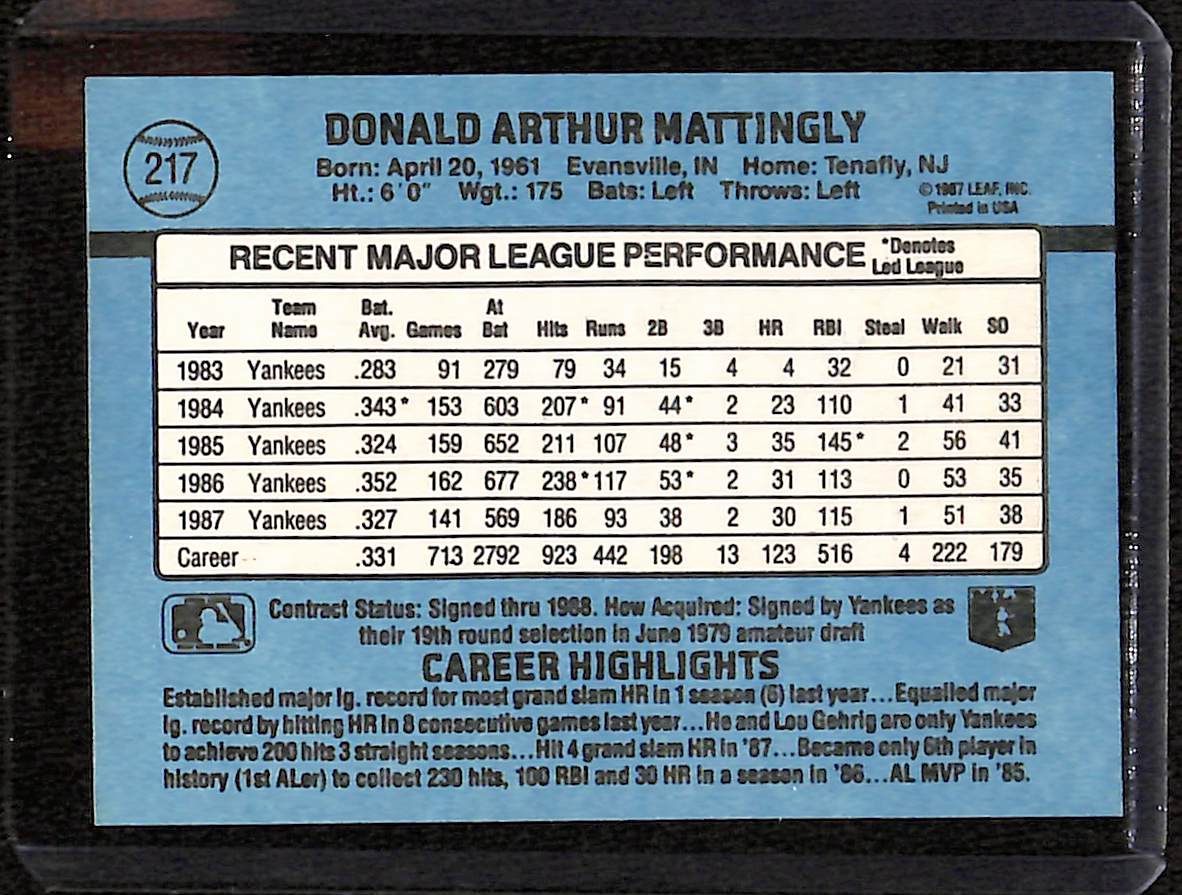 217
DONALD ARTHUR MATTINGLY
Born: April 20, 1961 Evansville, IN Home: Tenafly, NJ
Ht.: 6'0" Wgt.: 175 Bats: Left Throws: Left
© 1987 LEAF, INC.
Printed in USA
RECENT MAJOR LEAGUE PERFORMANCE *Denotes Led League
Year Team Name Bat. Avg. Games At Bat Hits Runs 2B 3B HR RBI Steal Walk SO
1983 Yankees .283 91 279 79 34 15 4 4 32 0 21 31
1984 Yankees .343* 153 603 207* 91 44* 2 23 110 1 41 33
1985 Yankees .324 159 652 211 107 48* 3 35 145* 2 56 41
1986 Yankees .352 162 677 238* 117 53* 2 31 113 0 53 35
1987 Yankees .327 141 569 186 93 38 2 30 115 1 51 38
Career .331 713 2792 923 442 198 13 123 516 4 222 179
Contract Status: Signed thru 1988. How Acquired: Signed by Yankees as
their 19th round selection in June 1979 amateur draft
CAREER HIGHLIGHTS
Established major lg. record for most grand slam HR in 1 season (6) last year...Equalled major
lg. record by hitting HR in 8 consecutive games last year...He and Lou Gehrig are only Yankees
to achieve 200 hits 3 straight seasons...Hit 4 grand slam HR in '87...Became only 6th player in
history (1st ALer) to collect 230 hits, 100 RBI and 30 HR in a season in '86...AL MVP in '85.